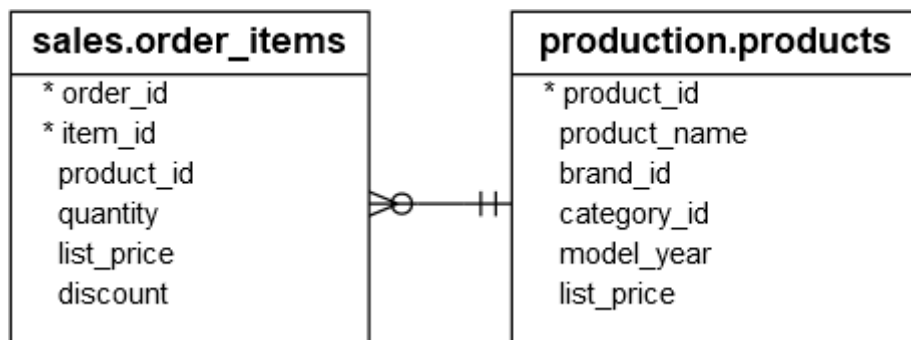 sales.order_items
* order_id
* item_id
product_id
quantity
list_price
discount
production.products
* product_id
product_name
brand_id
category_id
model_year
list_price